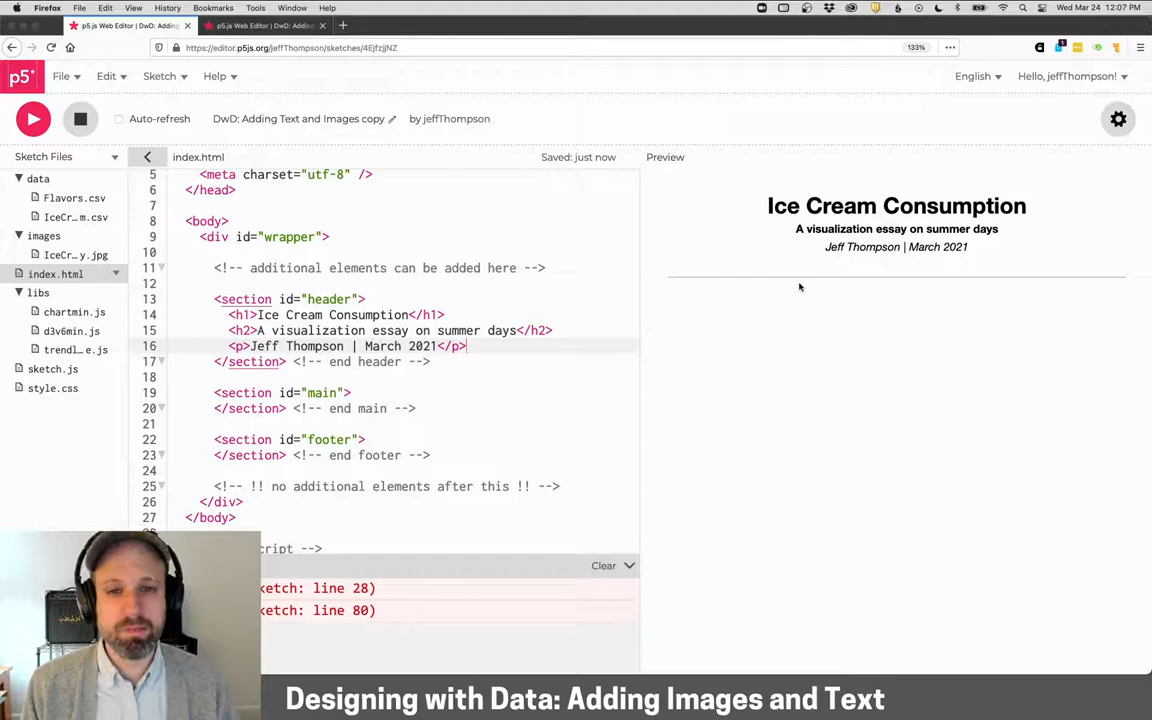 Firefox File Edit View History Bookmarks Tools Window Help Wed Mar 24 12:07 PM
p5.js Web Editor | DwD: Adding p5.js Web Editor | DwD: Adding
https://editor.p5js.org/jeffThompson/sketches/4EjfzjjNZ 133%
p5* File Edit Sketch Help English Hello, jeffThompson!
Auto-refresh DwD: Adding Text and Images copy by jeffThompson
Sketch Files index.html Saved: just now Preview
data
Flavors.csv
IceCr…m.csv
images
IceCr…y.jpg
index.html
libs
chartmin.js
d3v6min.js
trendl…e.js
sketch.js
style.css
5 <meta charset="utf-8" />
6 </head>
7
8 <body>
9 <div id="wrapper">
10
11 <!-- additional elements can be added here -->
12
13 <section id="header">
14 <h1>Ice Cream Consumption</h1>
15 <h2>A visualization essay on summer days</h2>
16 <p>Jeff Thompson | March 2021</p>
17 </section> <!-- end header -->
18
19 <section id="main">
20 </section> <!-- end main -->
21
22 <section id="footer">
23 </section> <!-- end footer -->
24
25 <!-- !! no additional elements after this !! -->
26 </div>
27 </body>
cript -->
Clear
ketch: line 28)
ketch: line 80)
Ice Cream Consumption
A visualization essay on summer days
Jeff Thompson | March 2021
Designing with Data: Adding Images and Text